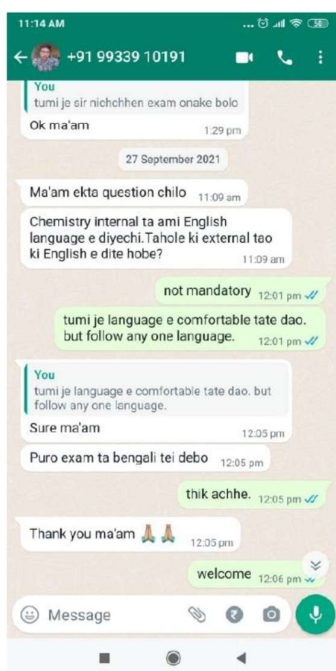 11:14 AM
+91 99339 10191
You
tumi je sir nichchhen exam onake bolo
Ok ma'am
1:29 pm
27 September 2021
Ma'am ekta question chilo 11:09 am
Chemistry internal ta ami English
language e diyechi.Tahole ki external tao
ki English e dite hobe?
11:09 am
not mandatory 12:01 pm
tumi je language e comfortable tate dao.
but follow any one language. 12:01 pm
You
tumi je language e comfortable tate dao. but
follow any one language.
Sure ma'am
12:05 pm
Puro exam ta bengali tei debo 12:05 pm
thik achhe. 12:05 pm
Thank you ma'am 🙏 🙏 12:05 pm
welcome 12:06 pm
Message